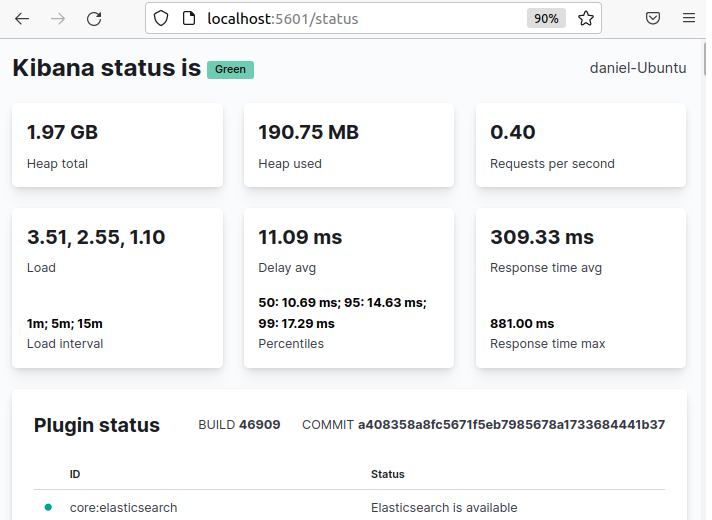 localhost:5601/status
90%
Kibana status is Green
daniel-Ubuntu
1.97 GB
Heap total
190.75 MB
Heap used
0.40
Requests per second
3.51, 2.55, 1.10
Load
1m; 5m; 15m
Load interval
11.09 ms
Delay avg
50: 10.69 ms; 95: 14.63 ms;
99: 17.29 ms
Percentiles
309.33 ms
Response time avg
881.00 ms
Response time max
Plugin status
BUILD 46909
COMMIT a408358a8fc5671f5eb7985678a1733684441b37
ID
Status
core:elasticsearch
Elasticsearch is available